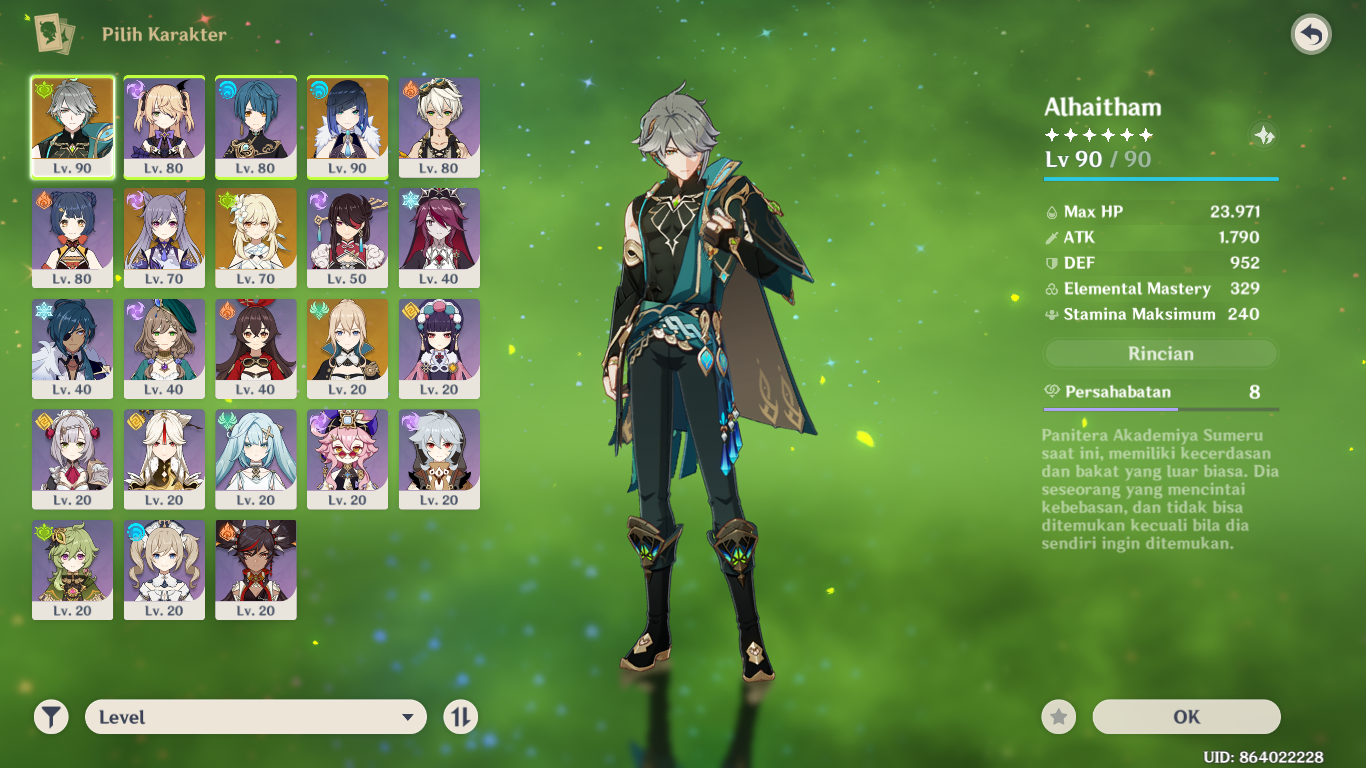 Pilih Karakter
Lv. 90
Lv. 80
Lv. 80
Lv. 90
Lv. 80
Lv. 80
Lv. 70
Lv. 70
Lv. 50
Lv. 40
Lv. 40
Lv. 40
Lv. 40
Lv. 20
Lv. 20
Lv. 20
Lv. 20
Lv. 20
Lv. 20
Lv. 20
Lv. 20
Lv. 20
Lv. 20
Level
Alhaitham
Lv 90 / 90
Max HP 23.971
ATK 1.790
DEF 952
Elemental Mastery 329
Stamina Maksimum 240
Rincian
Persahabatan 8
Panitera Akademiya Sumeru
saat ini, memiliki kecerdasan
dan bakat yang luar biasa. Dia
seseorang yang mencintai
kebebasan, dan tidak bisa
ditemukan kecuali bila dia
sendiri ingin ditemukan.
OK
UID: 864022228